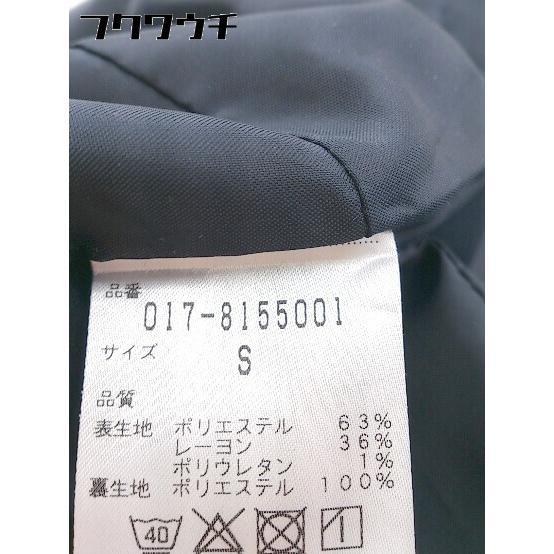 フクウウチ
品番
017-8155001
サイズ
S
品質
表生地 ポリエステル 63%
レーヨン 36%
ポリウレタン 1%
裏生地 ポリエステル 100%
40